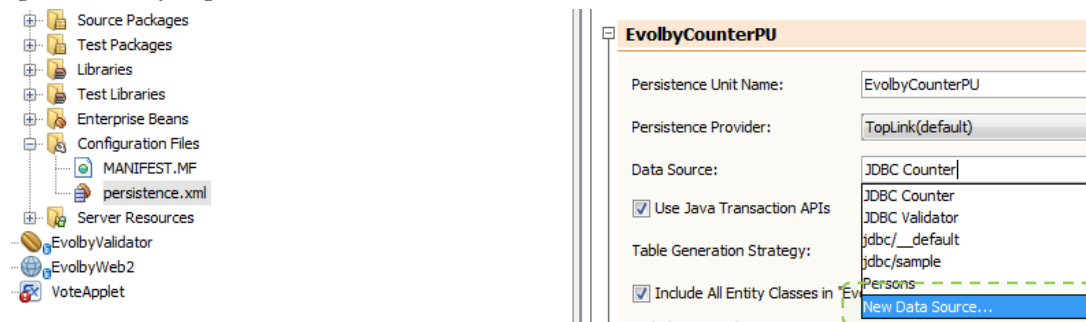 Source Packages
Test Packages
Libraries
Test Libraries
Enterprise Beans
Configuration Files
MANIFEST.MF
persistence.xml
Server Resources
EvolbyValidator
EvolbyWeb2
VoteApplet
EvolbyCounterPU
Persistence Unit Name: EvolbyCounterPU
Persistence Provider: TopLink(default)
Data Source: JDBC Counter
JDBC Counter
JDBC Validator
jdbc/__default
jdbc/sample
Persons
New Data Source...
Use Java Transaction APIs
Table Generation Strategy:
Include All Entity Classes in "Ev